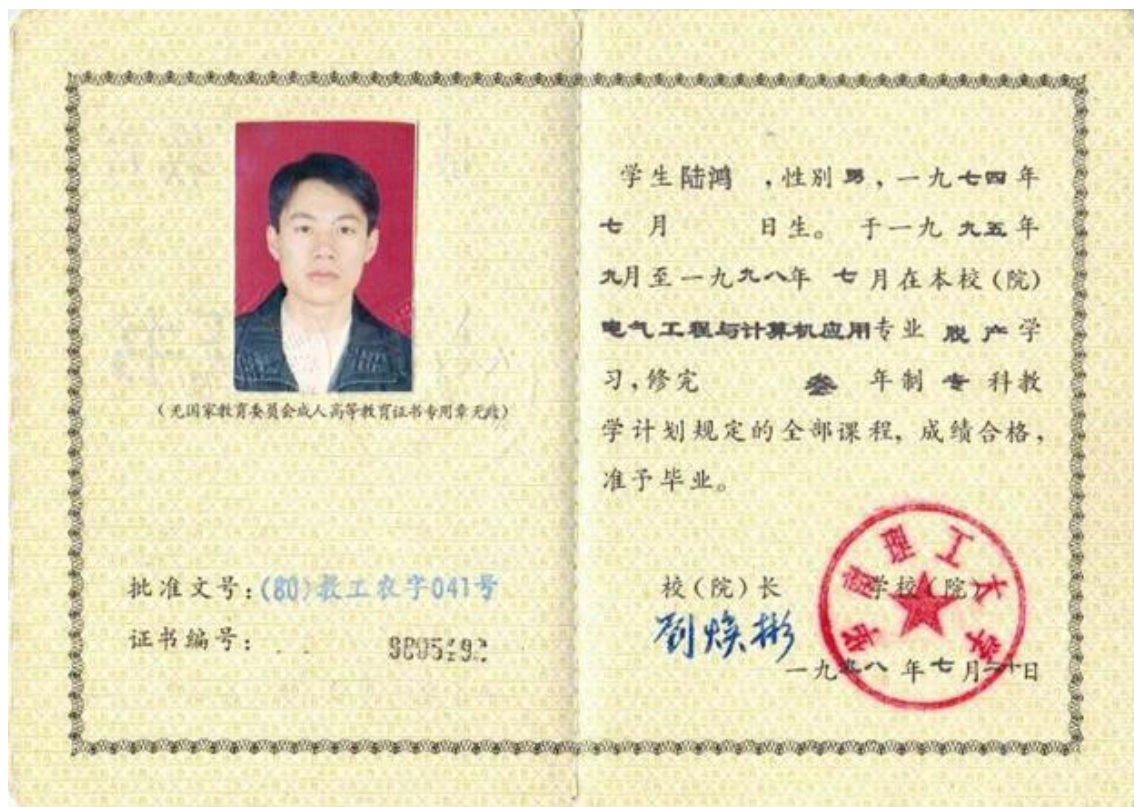 (无国家教育委员会成人高等教育证书专用章无效)
批准文号:(80)教工农字041号
证书编号:
学生陆鸿 ,性别男,一九七四年
七月 日生。于一九九五年
九月至一九九八年七月在本校(院)
电气工程与计算机应用专业 脱产学
习,修完 叁 年制专科教
学计划规定的全部课程,成绩合格,
准予毕业。
校(院)长 学校(院)
劉焕彬
华南理工大学
一九九八年七月二十日